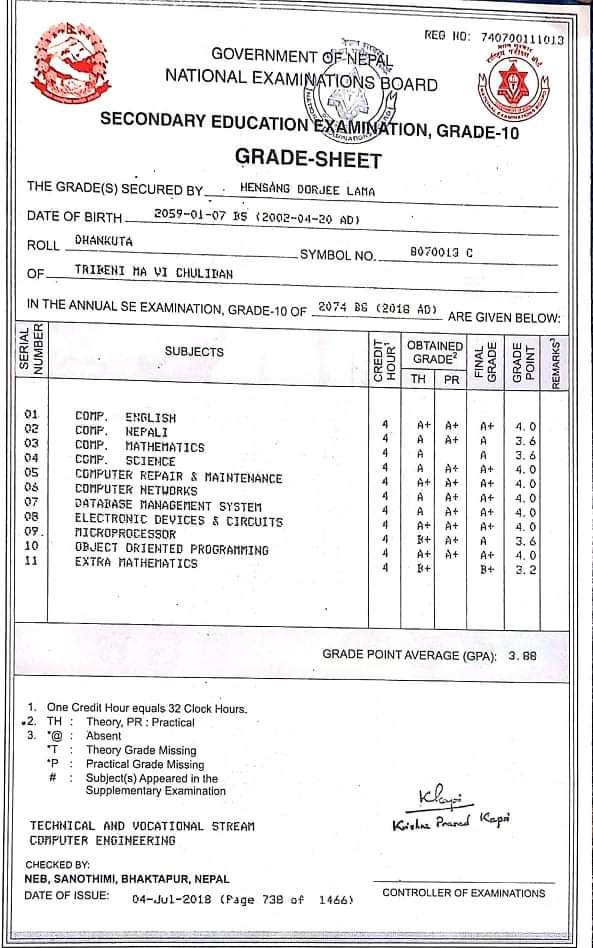 REG NO: 740700111013
GOVERNMENT OF NEPAL
NATIONAL EXAMINATIONS BOARD
SECONDARY EDUCATION EXAMINATION, GRADE-10
GRADE-SHEET
THE GRADE(S) SECURED BY HENSANG DORJEE LAMA
DATE OF BIRTH 2059-01-07 BS (2002-04-20 AD)
ROLL DHANKUTA SYMBOL NO. 8070013 C
OF TRIBENI MA VI CHULIBAN
IN THE ANNUAL SE EXAMINATION, GRADE-10 OF 2074 BS (2018 AD) ARE GIVEN BELOW:
SERIAL NUMBER SUBJECTS CREDIT HOUR1 OBTAINED GRADE2 TH PR FINAL GRADE GRADE POINT REMARKS3
01 COMP. ENGLISH 4 A+ A+ A+ 4.0
02 COMP. NEPALI 4 A A+ A 3.6
03 COMP. MATHEMATICS 4 A A 3.6
04 COMP. SCIENCE 4 A A+ A+ 4.0
05 COMPUTER REPAIR & MAINTENANCE 4 A+ A+ A+ 4.0
06 COMPUTER NETWORKS 4 A A+ A+ 4.0
07 DATABASE MANAGEMENT SYSTEM 4 A A+ A+ 4.0
08 ELECTRONIC DEVICES & CIRCUITS 4 A+ A+ A+ 4.0
09 MICROPROCESSOR 4 B+ A+ A 3.6
10 OBJECT ORIENTED PROGRAMMING 4 A+ A+ A+ 4.0
11 EXTRA MATHEMATICS 4 B+ B+ 3.2
GRADE POINT AVERAGE (GPA): 3.88
1. One Credit Hour equals 32 Clock Hours.
2. TH : Theory, PR : Practical
3. *@ : Absent
*T : Theory Grade Missing
*P : Practical Grade Missing
# : Subject(s) Appeared in the
Supplementary Examination
Krishna Prasad Kapri
TECHNICAL AND VOCATIONAL STREAM
COMPUTER ENGINEERING
CHECKED BY:
NEB, SANOTHIMI, BHAKTAPUR, NEPAL
DATE OF ISSUE: 04-Jul-2018 (Page 738 of 1466)
CONTROLLER OF EXAMINATIONS